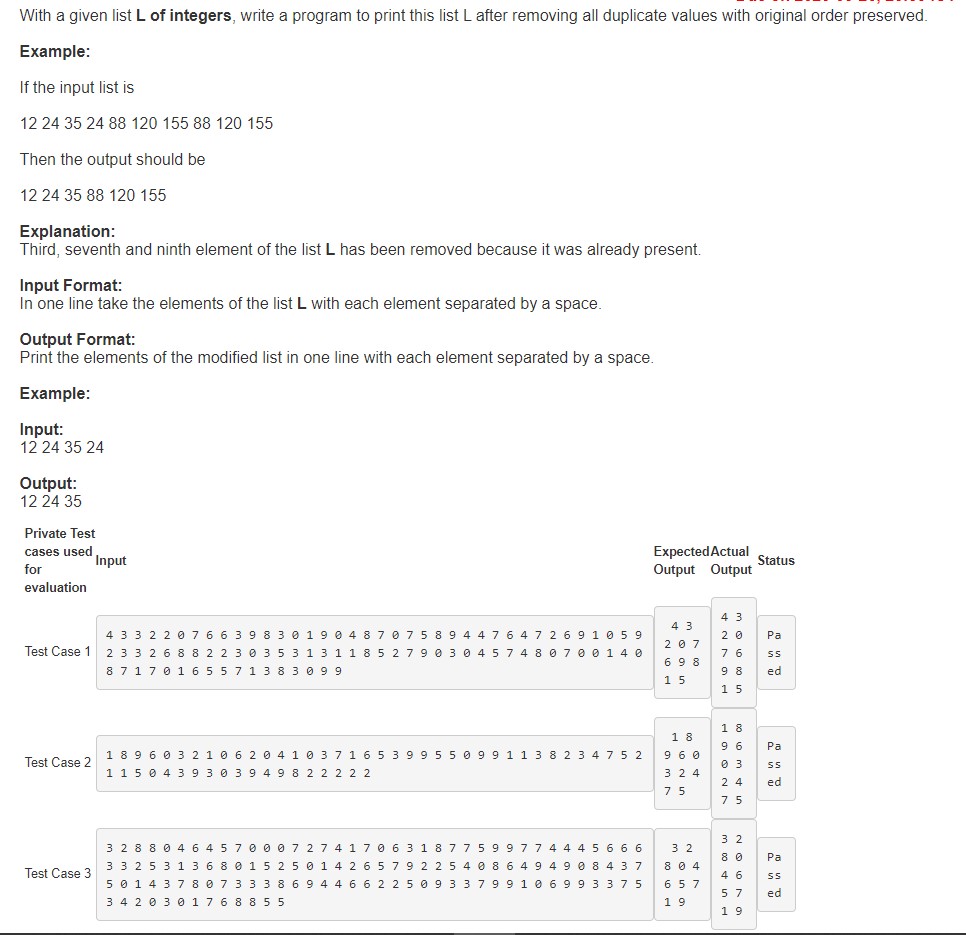 With a given list L of integers, write a program to print this list L after removing all duplicate values with original order preserved.
Example:
If the input list is
12 24 35 24 88 120 155 88 120 155
Then the output should be
12 24 35 88 120 155
Explanation:
Third, seventh and ninth element of the list L has been removed because it was already present.
Input Format:
In one line take the elements of the list L with each element separated by a space.
Output Format:
Print the elements of the modified list in one line with each element separated by a space.
Example:
Input:
12 24 35 24
Output:
12 24 35
Private Test
cases used
for
evaluation
Input
Expected
Output
Actual
Output
Status
Test Case 1
4 3 3 2 2 0 7 6 6 3 9 8 3 0 1 9 0 4 8 7 0 7 5 8 9 4 4 7 6 4 7 2 6 9 1 0 5 9
2 3 3 2 6 8 8 2 2 3 0 3 5 3 1 3 1 1 8 5 2 7 9 0 3 0 4 5 7 4 8 0 7 0 0 1 4 0
8 7 1 7 0 1 6 5 5 7 1 3 8 3 0 9 9
4 3
2 0 7
6 9 8
1 5
4 3
2 0
7 6
9 8
1 5
Pa
ss
ed
Test Case 2
1 8 9 6 0 3 2 1 0 6 2 0 4 1 0 3 7 1 6 5 3 9 9 5 5 0 9 9 1 1 3 8 2 3 4 7 5 2
1 1 5 0 4 3 9 3 0 3 9 4 9 8 2 2 2 2 2
1 8
9 6 0
3 2 4
7 5
1 8
9 6
0 3
2 4
7 5
Pa
ss
ed
Test Case 3
3 2 8 8 0 4 6 4 5 7 0 0 0 7 2 7 4 1 7 0 6 3 1 8 7 7 5 9 9 7 7 4 4 4 5 6 6 6
3 3 2 5 3 1 3 6 8 0 1 5 2 5 0 1 4 2 6 5 7 9 2 2 5 4 0 8 6 4 9 4 9 0 8 4 3 7
5 0 1 4 3 7 8 0 7 3 3 3 8 6 9 4 4 6 6 2 2 5 0 9 3 3 7 9 9 1 0 6 9 9 3 3 7 5
3 4 2 0 3 0 1 7 6 8 8 5 5
3 2
8 0 4
6 5 7
1 9
3 2
8 0
4 6
5 7
1 9
Pa
ss
ed